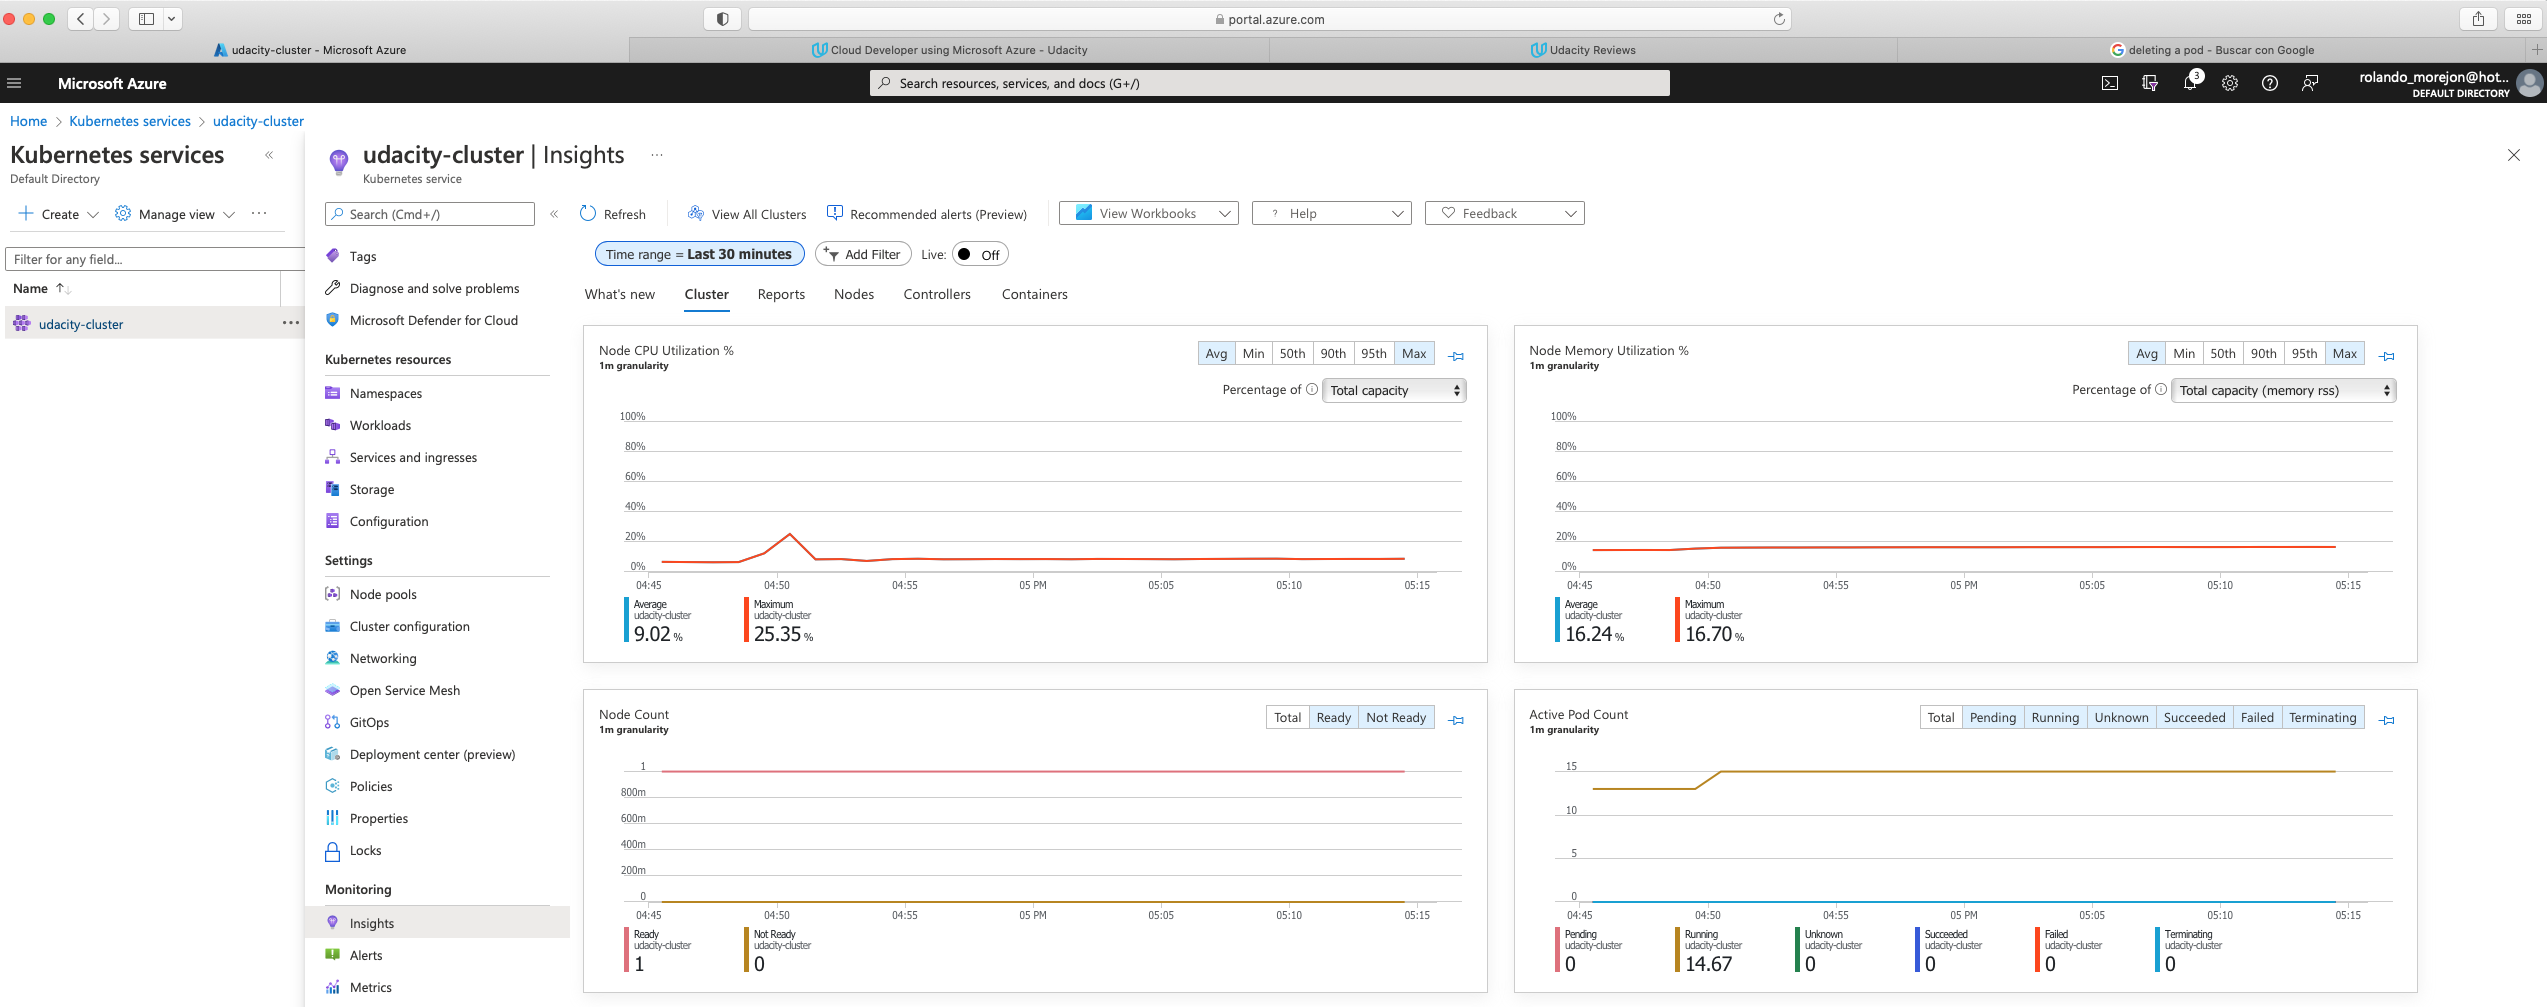 portal.azure.com
udacity-cluster - Microsoft Azure
Cloud Developer using Microsoft Azure - Udacity
Udacity Reviews
deleting a pod - Buscar con Google
Microsoft Azure
Search resources, services, and docs (G+/)
3
rolando_morejon@hot...
DEFAULT DIRECTORY
Home > Kubernetes services > udacity-cluster
Kubernetes services
Default Directory
Create
Manage view
Filter for any field...
Name
udacity-cluster
udacity-cluster | Insights
Kubernetes service
Search (Cmd+/)
Tags
Diagnose and solve problems
Microsoft Defender for Cloud
Kubernetes resources
Namespaces
Workloads
Services and ingresses
Storage
Configuration
Settings
Node pools
Cluster configuration
Networking
Open Service Mesh
GitOps
Deployment center (preview)
Policies
Properties
Locks
Monitoring
Insights
Alerts
Metrics
Refresh
View All Clusters
Recommended alerts (Preview)
View Workbooks
? Help
Feedback
Time range = Last 30 minutes
Add Filter
Live: Off
What's new
Cluster
Reports
Nodes
Controllers
Containers
Node CPU Utilization %
1m granularity
Avg Min 50th 90th 95th Max
Percentage of Total capacity
100%
80%
60%
40%
20%
0%
04:45 04:50 04:55 05 PM 05:05 05:10 05:15
Average
udacity-cluster
9.02 %
Maximum
udacity-cluster
25.35 %
Node Memory Utilization %
1m granularity
Avg Min 50th 90th 95th Max
Percentage of Total capacity (memory rss)
100%
80%
60%
40%
20%
0%
04:45 04:50 04:55 05 PM 05:05 05:10 05:15
Average
udacity-cluster
16.24 %
Maximum
udacity-cluster
16.70 %
Node Count
1m granularity
Total Ready Not Ready
1
800m
600m
400m
200m
0
04:45 04:50 04:55 05 PM 05:05 05:10 05:15
Ready
udacity-cluster
1
Not Ready
udacity-cluster
0
Active Pod Count
1m granularity
Total Pending Running Unknown Succeeded Failed Terminating
15
10
5
0
04:45 04:50 04:55 05 PM 05:05 05:10 05:15
Pending
udacity-cluster
0
Running
udacity-cluster
14.67
Unknown
udacity-cluster
0
Succeeded
udacity-cluster
0
Failed
udacity-cluster
0
Terminating
udacity-cluster
0